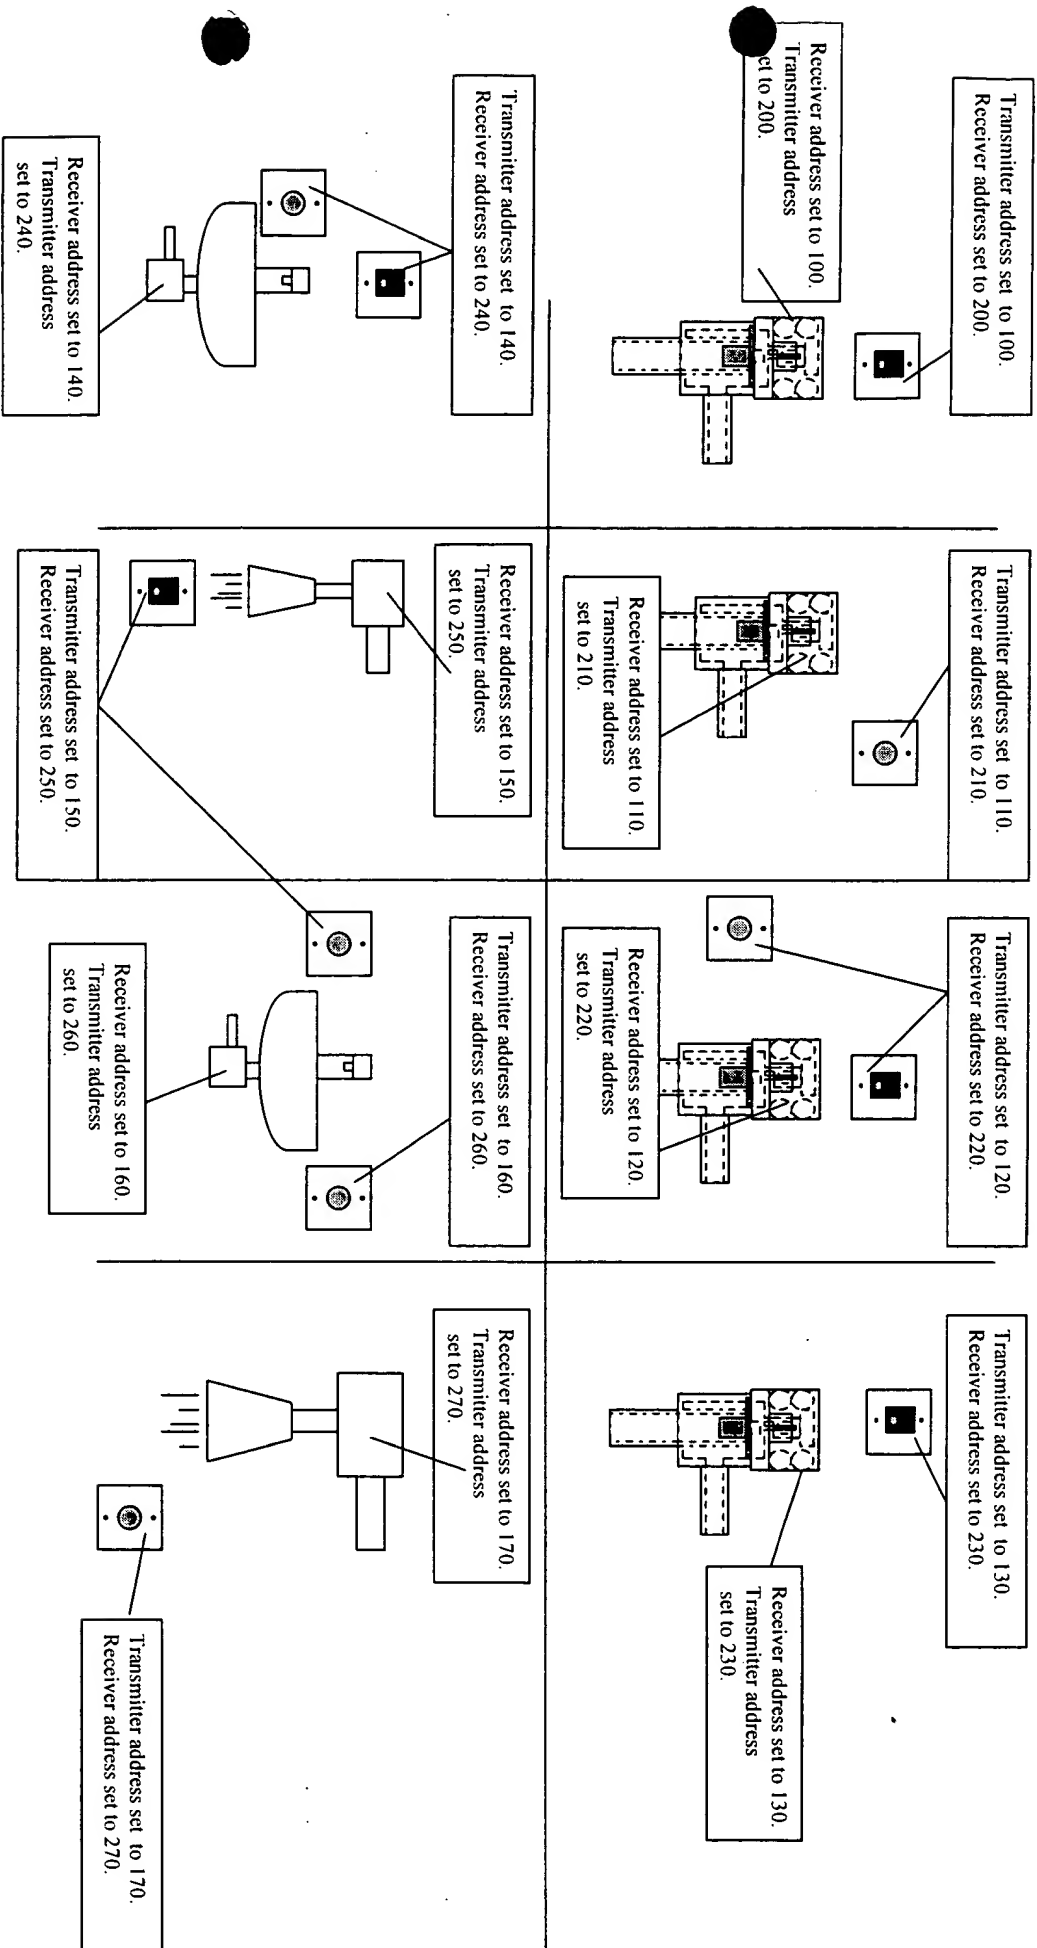 Transmitter address set to 100.
Receiver address set to 200.
Receiver address set to 100.
Transmitter address
set to 200.
Transmitter address set to 110.
Receiver address set to 210.
Receiver address set to 110.
Transmitter address
set to 210.
Transmitter address set to 120.
Receiver address set to 220.
Receiver address set to 120.
Transmitter address
set to 220.
Transmitter address set to 130.
Receiver address set to 230.
Receiver address set to 130.
Transmitter address
set to 230.
Transmitter address set to 140.
Receiver address set to 240.
Receiver address set to 140.
Transmitter address
set to 240.
Receiver address set to 150.
Transmitter address
set to 250.
Transmitter address set to 150.
Receiver address set to 250.
Transmitter address set to 160.
Receiver address set to 260.
Receiver address set to 160.
Transmitter address
set to 260.
Receiver address set to 170.
Transmitter address
set to 270.
Transmitter address set to 170.
Receiver address set to 270.